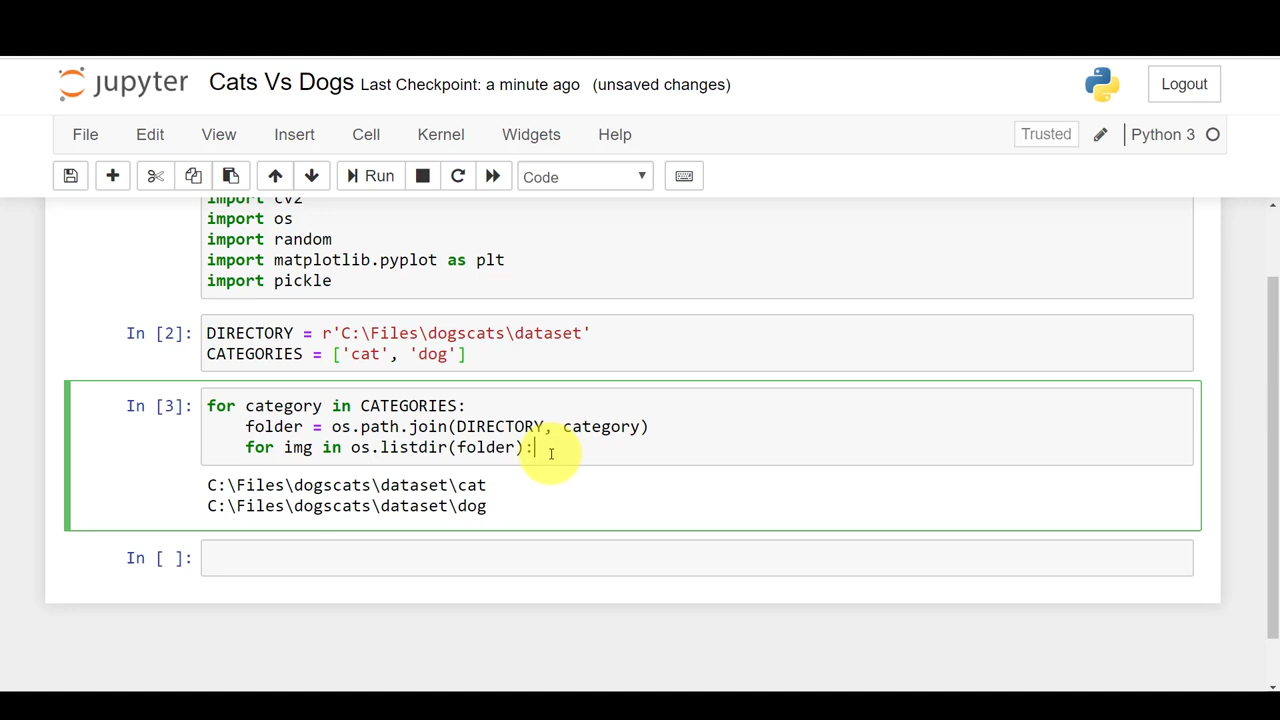 jupyter Cats Vs Dogs Last Checkpoint: a minute ago (unsaved changes) Logout
File Edit View Insert Cell Kernel Widgets Help Trusted Python 3
Run Code
import cv2
import os
import random
import matplotlib.pyplot as plt
import pickle
In [2]: DIRECTORY = r'C:\Files\dogscats\dataset'
CATEGORIES = ['cat', 'dog']
In [3]: for category in CATEGORIES:
folder = os.path.join(DIRECTORY, category)
for img in os.listdir(folder):
C:\Files\dogscats\dataset\cat
C:\Files\dogscats\dataset\dog
In [ ]: